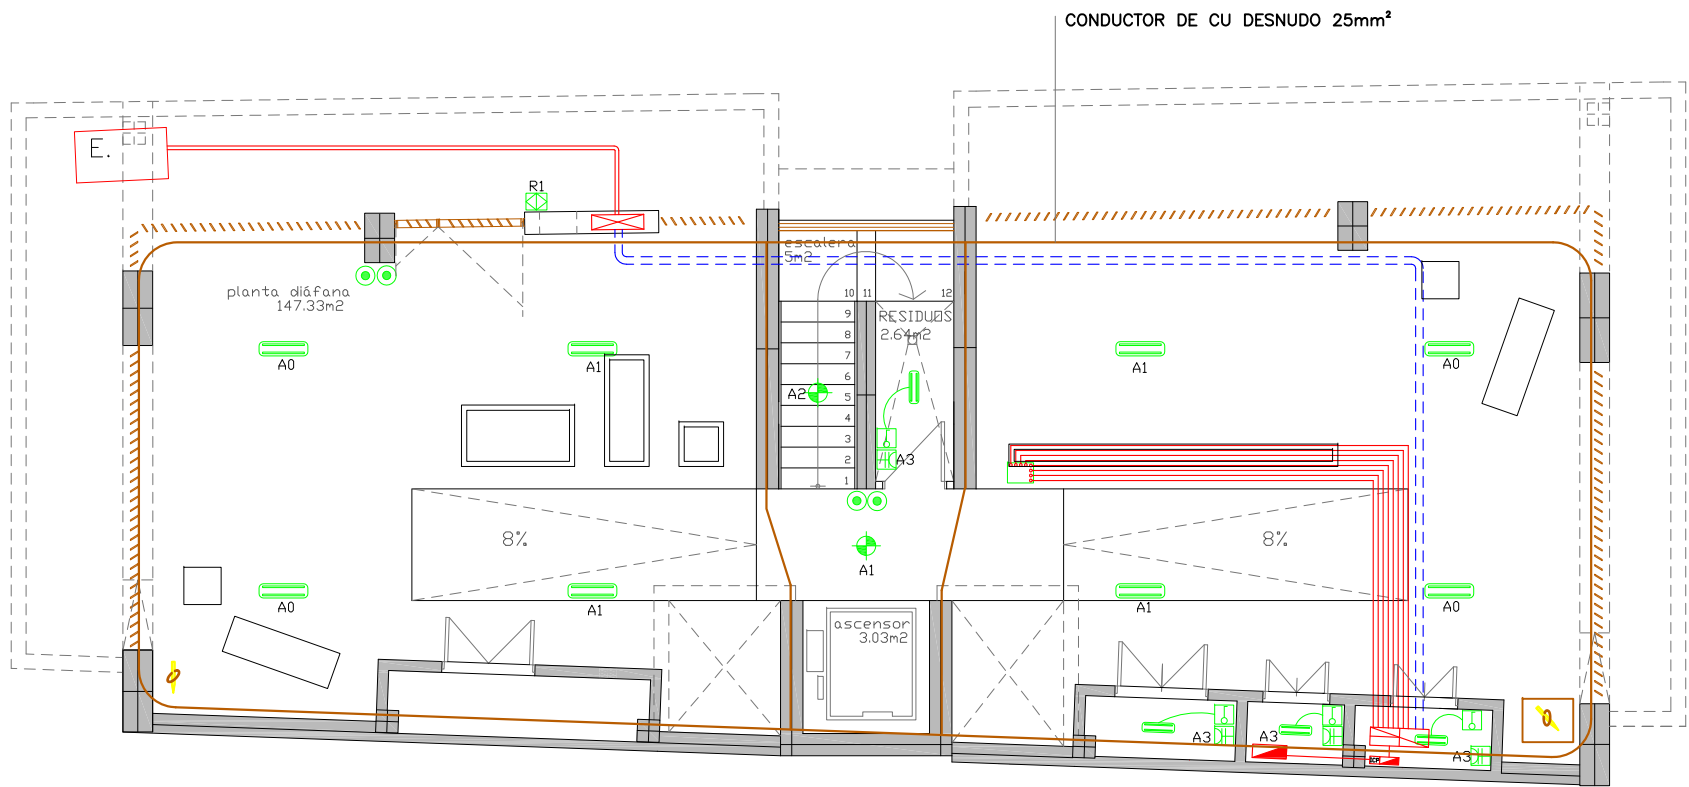 CONDUCTOR DE CU DESNUDO 25mm²
E.
R1
escalera
5m2
planta diáfana
147.33m2
10
11
12
9
8
7
6
5
4
3
2
1
RESIDUOS
2.64m2
A0
A1
A2
A3
A1
A0
8%
8%
A1
A0
A1
A1
A0
ascensor
3.03m2
A3
A3
A3